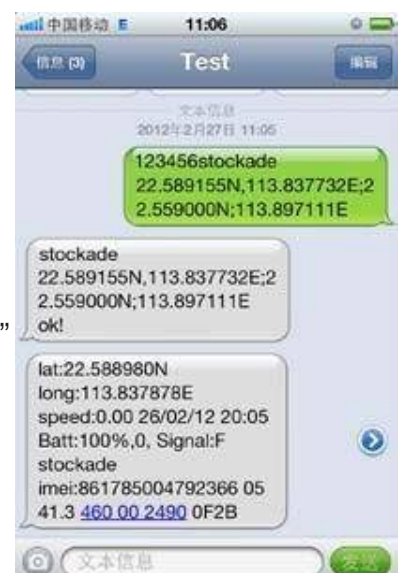 中国移动 E 11:06
信息 (3) Test 编辑
文本信息
2012年2月27日 11:05
123456stockade
22.589155N,113.837732E;2
2.559000N;113.897111E
stockade
22.589155N,113.837732E;2
2.559000N;113.897111E
ok!
”
lat:22.588980N
long:113.837878E
speed:0.00 26/02/12 20:05
Batt:100%,0, Signal:F
stockade
imei:861785004792366 05
41.3 460 00 2490 0F2B
文本信息 发送